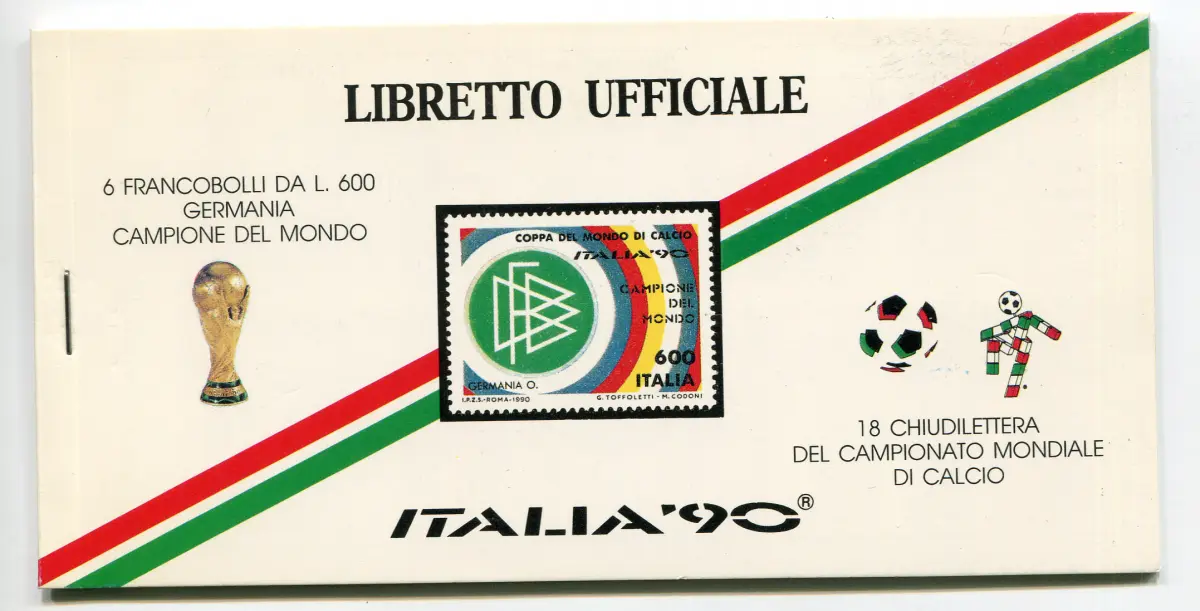 LIBRETTO UFFICIALE
6 FRANCOBOLLI DA L. 600
GERMANIA
CAMPIONE DEL MONDO
COPPA DEL MONDO DI CALCIO
ITALIA'90
CAMPIONE
DEL
MONDO
600
ITALIA
GERMANIA O.
I.P.Z.S.-ROMA-1990
G. TOFFOLETTI - M. CODONI
18 CHIUDILETTERA
DEL CAMPIONATO MONDIALE
DI CALCIO
ITALIA'90®